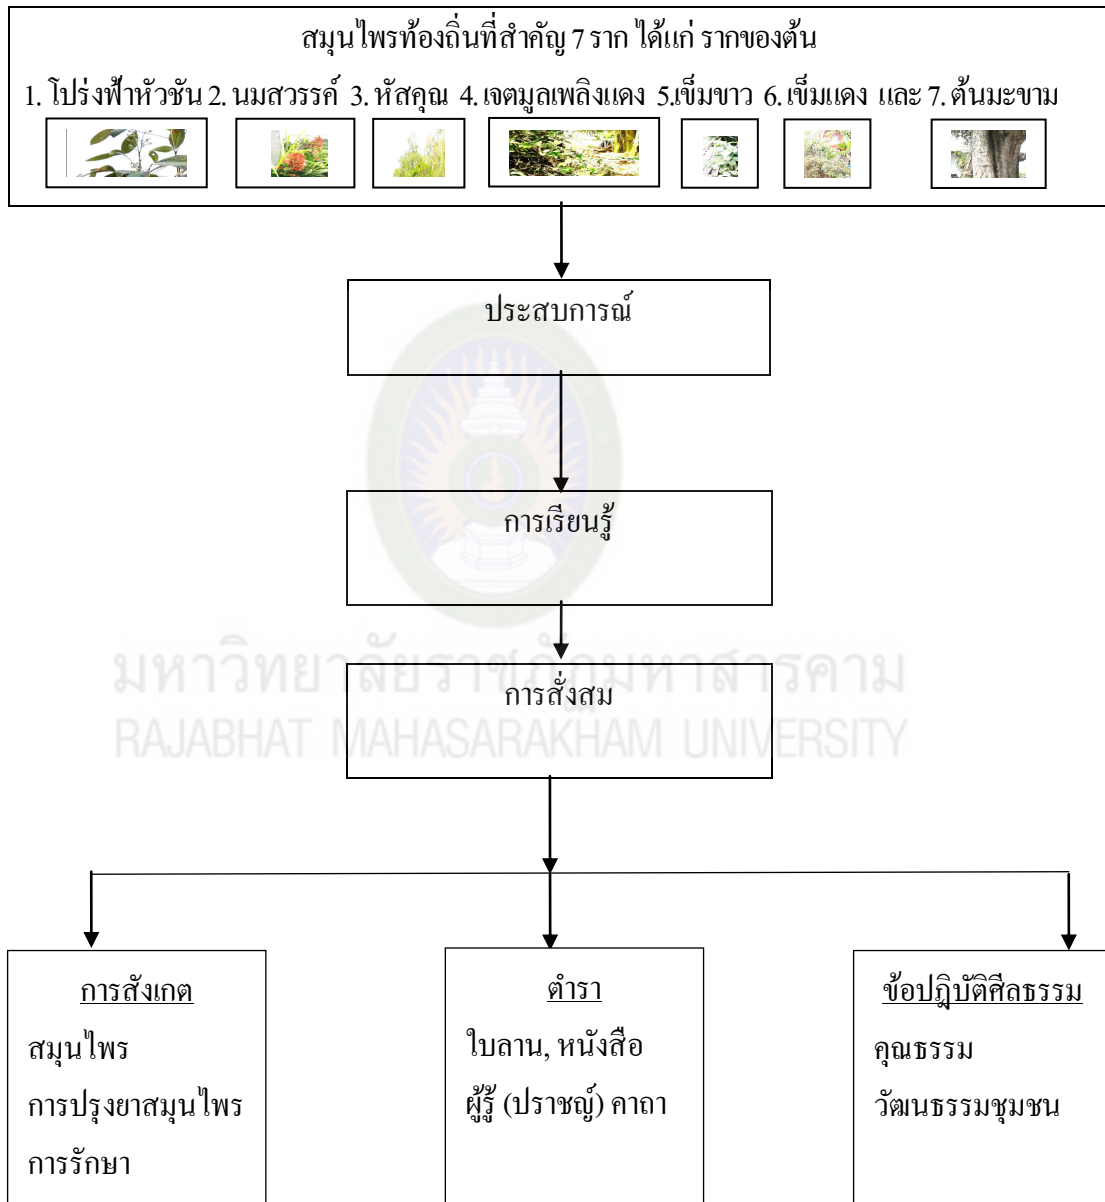 สมุนไพรท้องถิ่นที่สำคัญ 7 ราก ได้แก่ รากของต้น
1. โปร่งฟ้าหัวชัน 2. นมสวรรค์ 3. หัสคุณ 4. เจตมูลเพลิงแดง 5.เข็มขาว 6. เข็มแดง และ 7. ต้นมะขาม
ประสบการณ์
การเรียนรู้
มหาวิทยาลัยราชภัฏมหาสารคาม
การสั่งสม
RAJABHAT MAHASARAKHAM UNIVERSITY
การสังเกต
สมุนไพร
การปรุงยาสมุนไพร
การรักษา
ตำรา
ใบลาน, หนังสือ
ผู้รู้ (ปราชญ์) คาถา
ข้อปฏิบัติศีลธรรม
คุณธรรม
วัฒนธรรมชุมชน